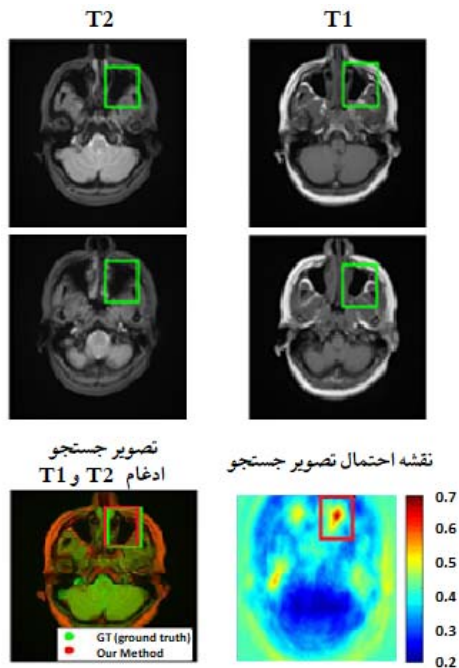 T2
T1
تصویر جستجو
ادغام T2 و T1
نقشه احتمال تصویر جستجو
GT (ground truth)
Our Method
0.7
0.6
0.5
0.4
0.3
0.2